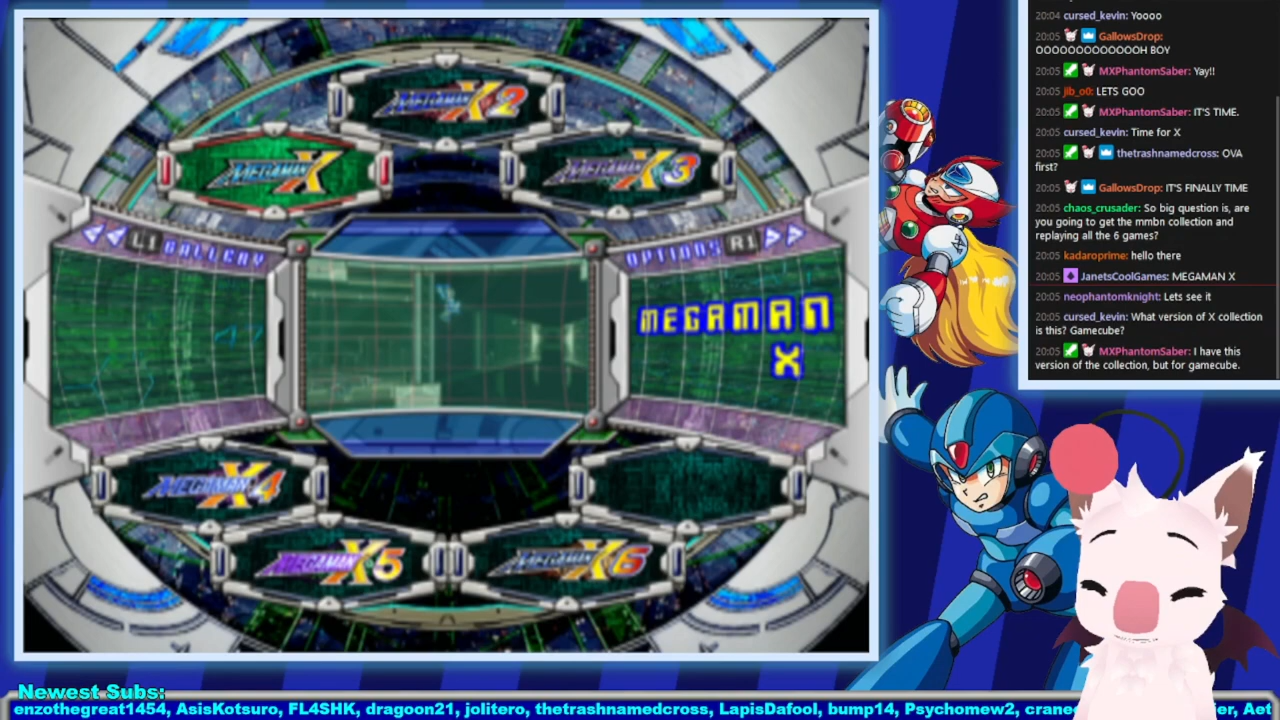 20:04 cursed_kevin: Yoooo
20:05 GallowsDrop:
OOOOOOOOOOOOOH BOY
20:05 MXPhantomSaber: Yay!!
20:05 jib_o0: LETS GOO
20:05 MXPhantomSaber: IT'S TIME.
20:05 cursed_kevin: Time for X
20:05 thetrashnamedcross: OVA
first?
20:05 GallowsDrop: IT'S FINALLY TIME
20:05 chaos_crusader: So big question is, are
you going to get the mmbn collection and
replaying all the 6 games?
20:05 kadaroprime: hello there
20:05 JanetsCoolGames: MEGAMAN X
20:05 neophantomknight: Lets see it
20:05 cursed_kevin: What version of X collection
is this? Gamecube?
20:05 MXPhantomSaber: I have this
version of the collection, but for gamecube.
MEGAMAN X2
MEGAMAN X
MEGAMAN X3
L1 GALLERY
OPTIONS R1
MEGAMAN
X
MEGAMAN X4
MEGAMAN X5
MEGAMAN X6
Newest Subs:
enzothegreat1454, AsisKotsuro, FL4SHK, dragoon21, jolitero, thetrashnamedcross, LapisDafool, bump14, Psychomew2,